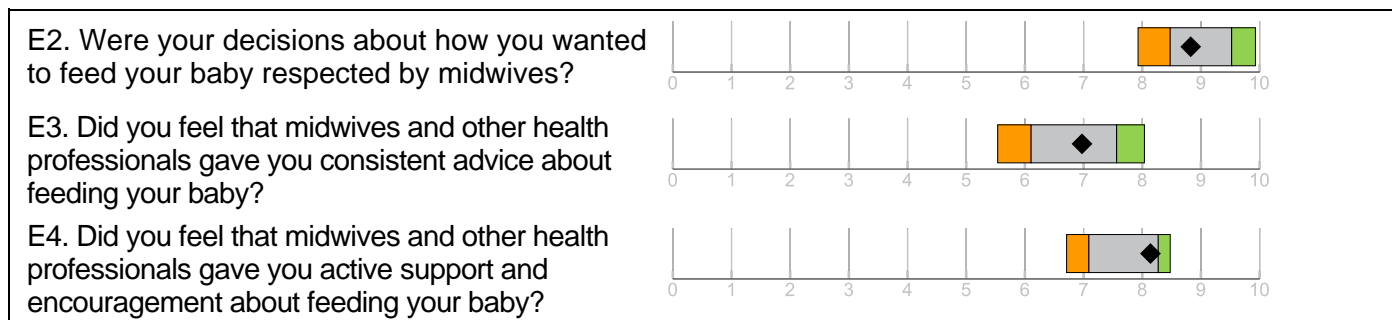 E2. Were your decisions about how you wanted
to feed your baby respected by midwives?
0 1 2 3 4 5 6 7 8 9 10
E3. Did you feel that midwives and other health
professionals gave you consistent advice about
feeding your baby?
0 1 2 3 4 5 6 7 8 9 10
E4. Did you feel that midwives and other health
professionals gave you active support and
encouragement about feeding your baby?
0 1 2 3 4 5 6 7 8 9 10